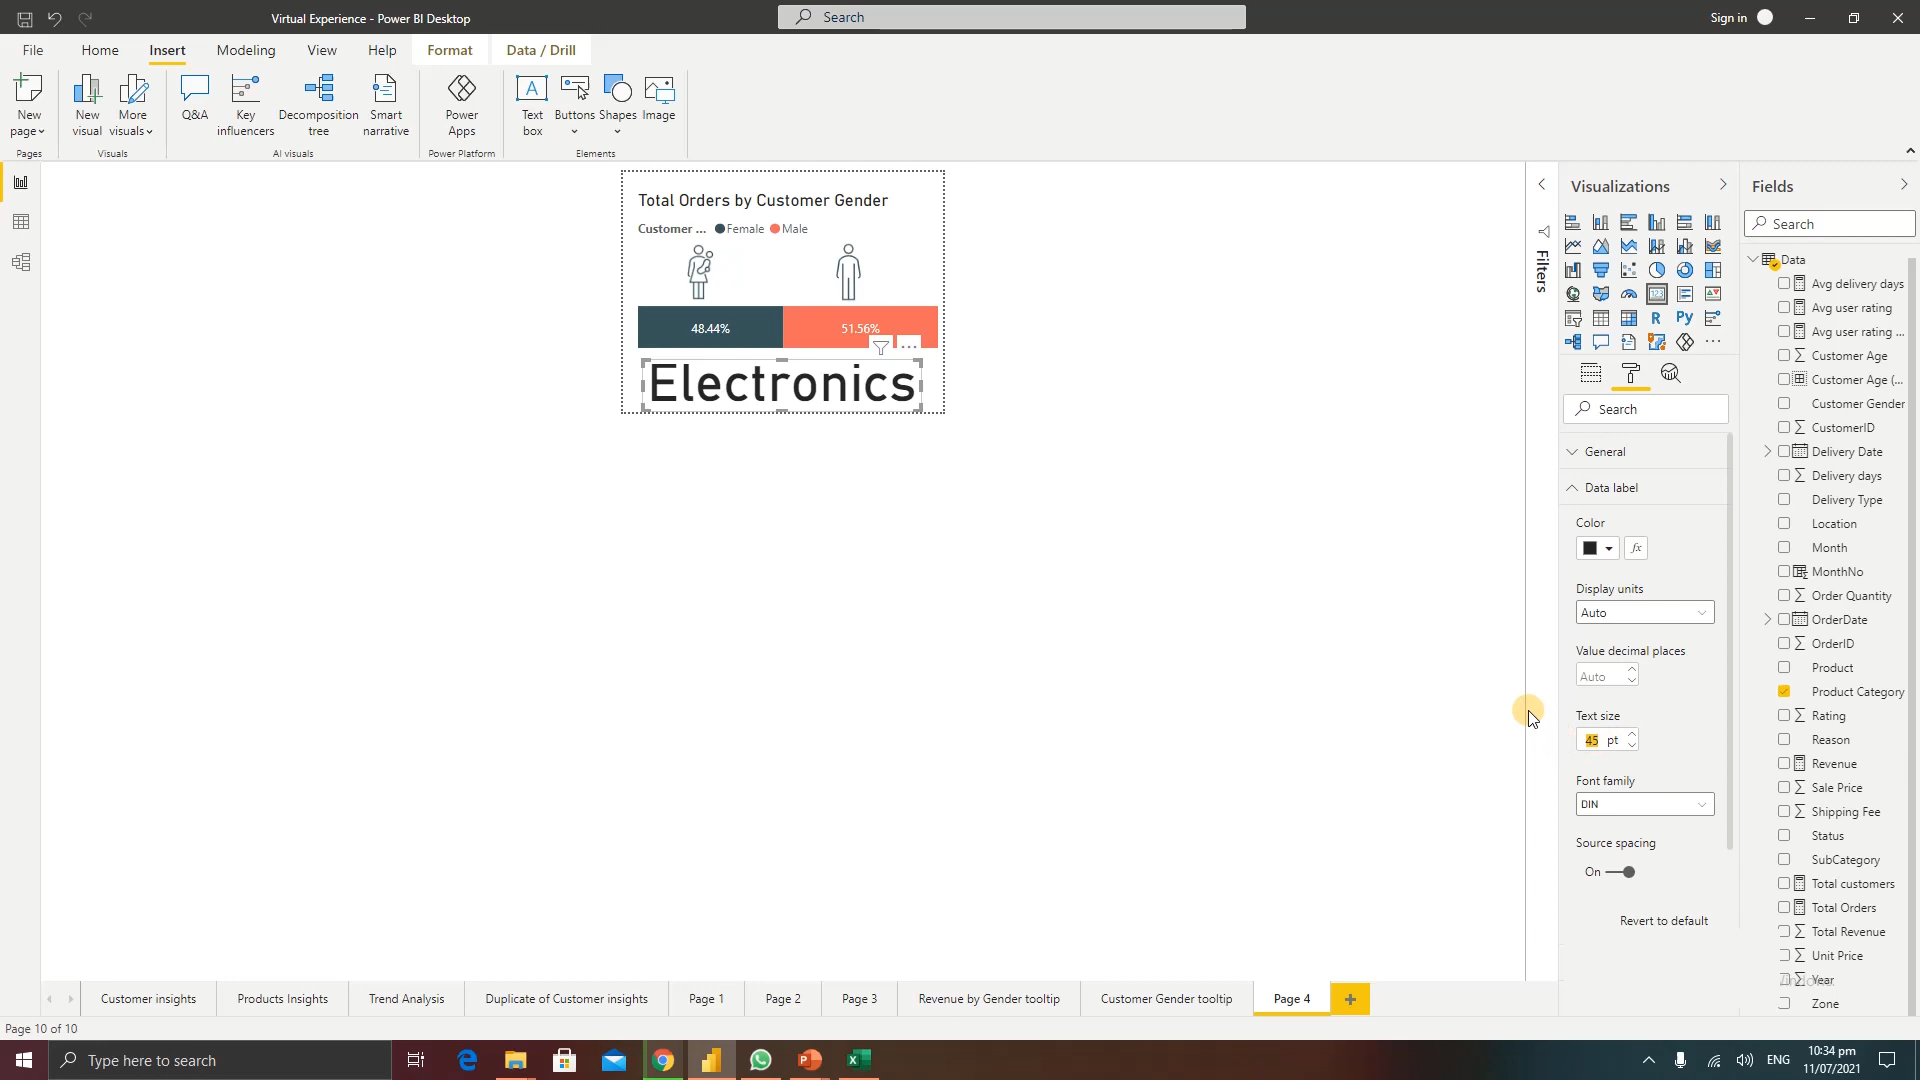 Virtual Experience - Power BI Desktop
Search
Sign in
File
Home
Insert
Modeling
View
Help
Format
Data / Drill
New page
New visual
More visuals
Q&A
Key influencers
Decomposition tree
Smart narrative
Power Apps
Text box
Buttons
Shapes
Image
Pages
Visuals
AI visuals
Power Platform
Elements
Total Orders by Customer Gender
Customer ... Female Male
48.44%
51.56%
Electronics
Filters
Visualizations
R
Py
Search
General
Data label
Color
fx
Display units
Auto
Value decimal places
Auto
Text size
45 pt
Font family
DIN
Source spacing
On
Revert to default
Fields
Search
Data
Avg delivery days
Avg user rating
Avg user rating ...
Customer Age
Customer Age (...
Customer Gender
CustomerID
Delivery Date
Delivery days
Delivery Type
Location
Month
MonthNo
Order Quantity
OrderDate
OrderID
Product
Product Category
Rating
Reason
Revenue
Sale Price
Shipping Fee
Status
SubCategory
Total customers
Total Orders
Total Revenue
Unit Price
Year
Zone
Customer insights
Products Insights
Trend Analysis
Duplicate of Customer insights
Page 1
Page 2
Page 3
Revenue by Gender tooltip
Customer Gender tooltip
Page 4
Page 10 of 10
Type here to search
ENG
10:34 pm
11/07/2021